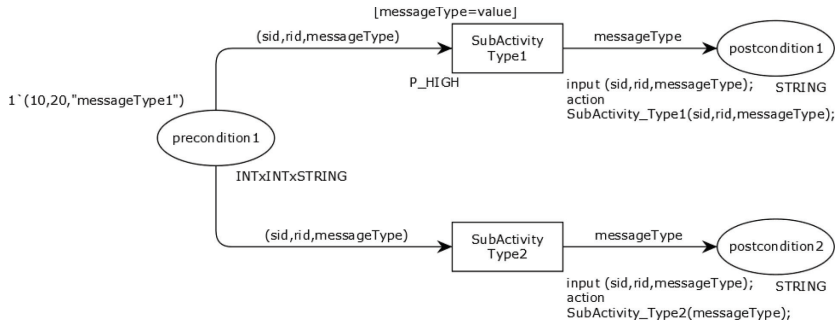 [messageType=value]
(sid,rid,messageType)
SubActivity
Type1
messageType
postcondition1
P_HIGH
input (sid,rid,messageType);
STRING
action
SubActivity_Type1(sid,rid,messageType);
1`(10,20,"messageType1")
precondition1
INTxINTxSTRING
(sid,rid,messageType)
SubActivity
Type2
messageType
postcondition2
input (sid,rid,messageType);
STRING
action
SubActivity_Type2(messageType);